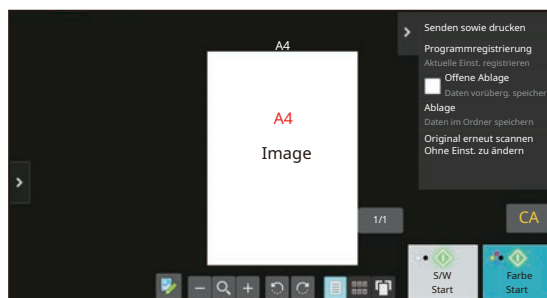 A4
A4
Image
1/1
Senden sowie drucken
Programmregistrierung
Aktuelle Einst. registrieren
Offene Ablage
Daten vorüberg. speicher
Ablage
Daten im Ordner speichern
Original erneut scannen
Ohne Einst. zu ändern
CA
S/W
Start
Farbe
Start